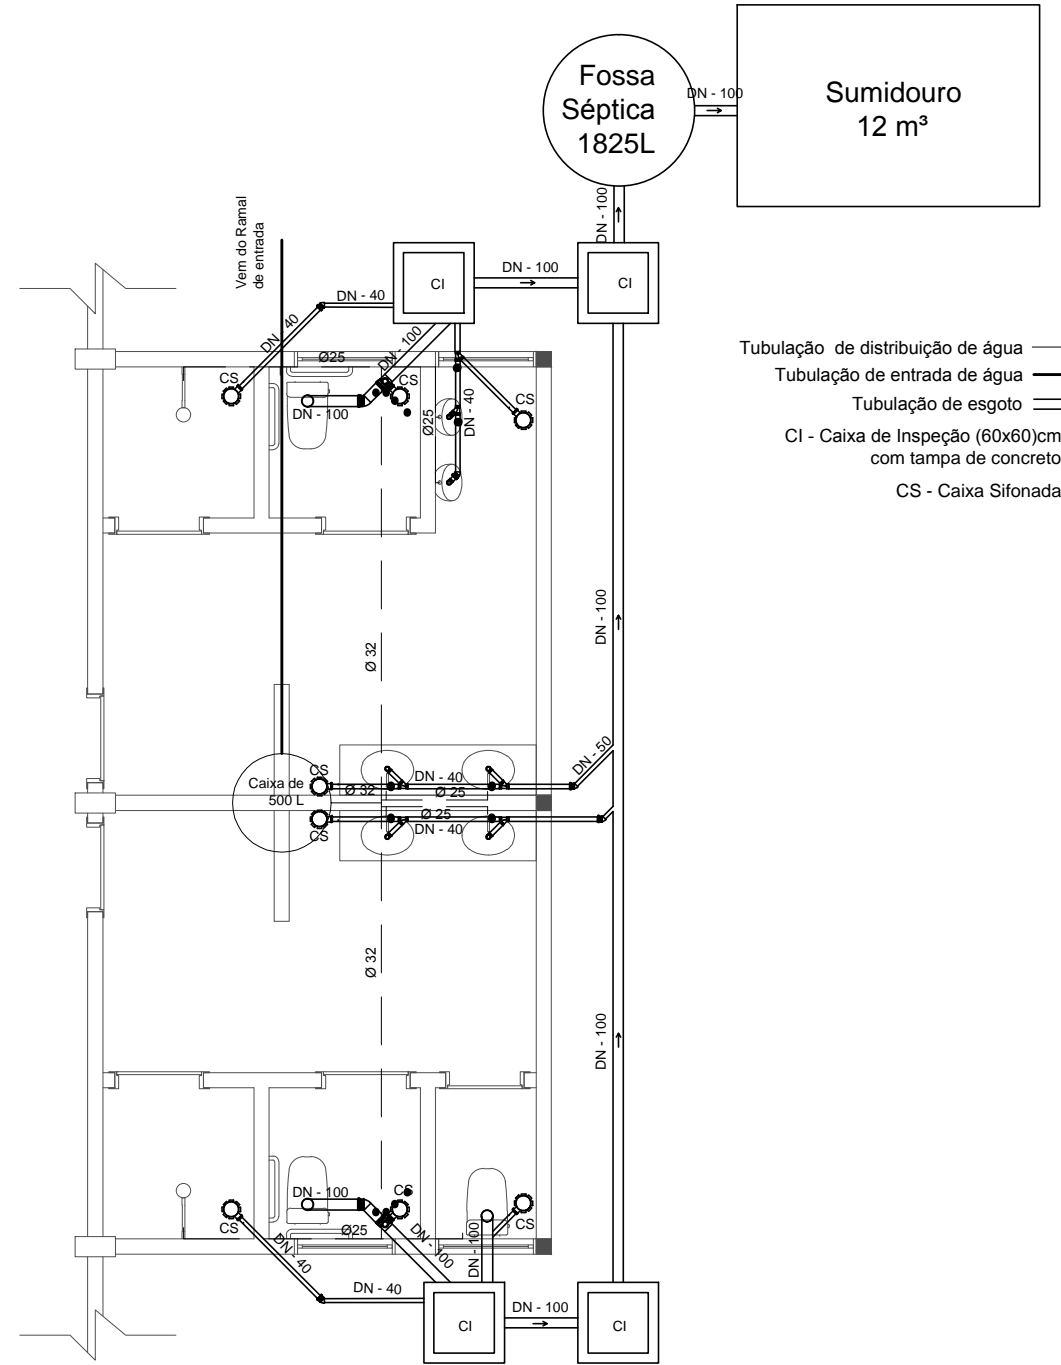 Fossa
Séptica
1825L
DN - 100
Sumidouro
12 m³
DN - 100
Vem do Ramal
de entrada
CI
DN - 100
CI
DN - 40
DN - 40
DN - 100
Ø25
CS
CS
DN - 100
Ø25
DN - 40
CS
Tubulação de distribuição de água
Tubulação de entrada de água
Tubulação de esgoto
CI - Caixa de Inspeção (60x60)cm
com tampa de concreto
CS - Caixa Sifonada
DN - 100
Ø 32
DN - 50
CS
Caixa de
500 L
DN - 40
Ø 32
Ø 25
Ø 25
DN - 40
CS
Ø 32
DN - 100
DN - 100
CS
CS
CS
Ø25
DN - 40
DN - 100
DN - 100
DN - 40
DN - 100
CI
CI